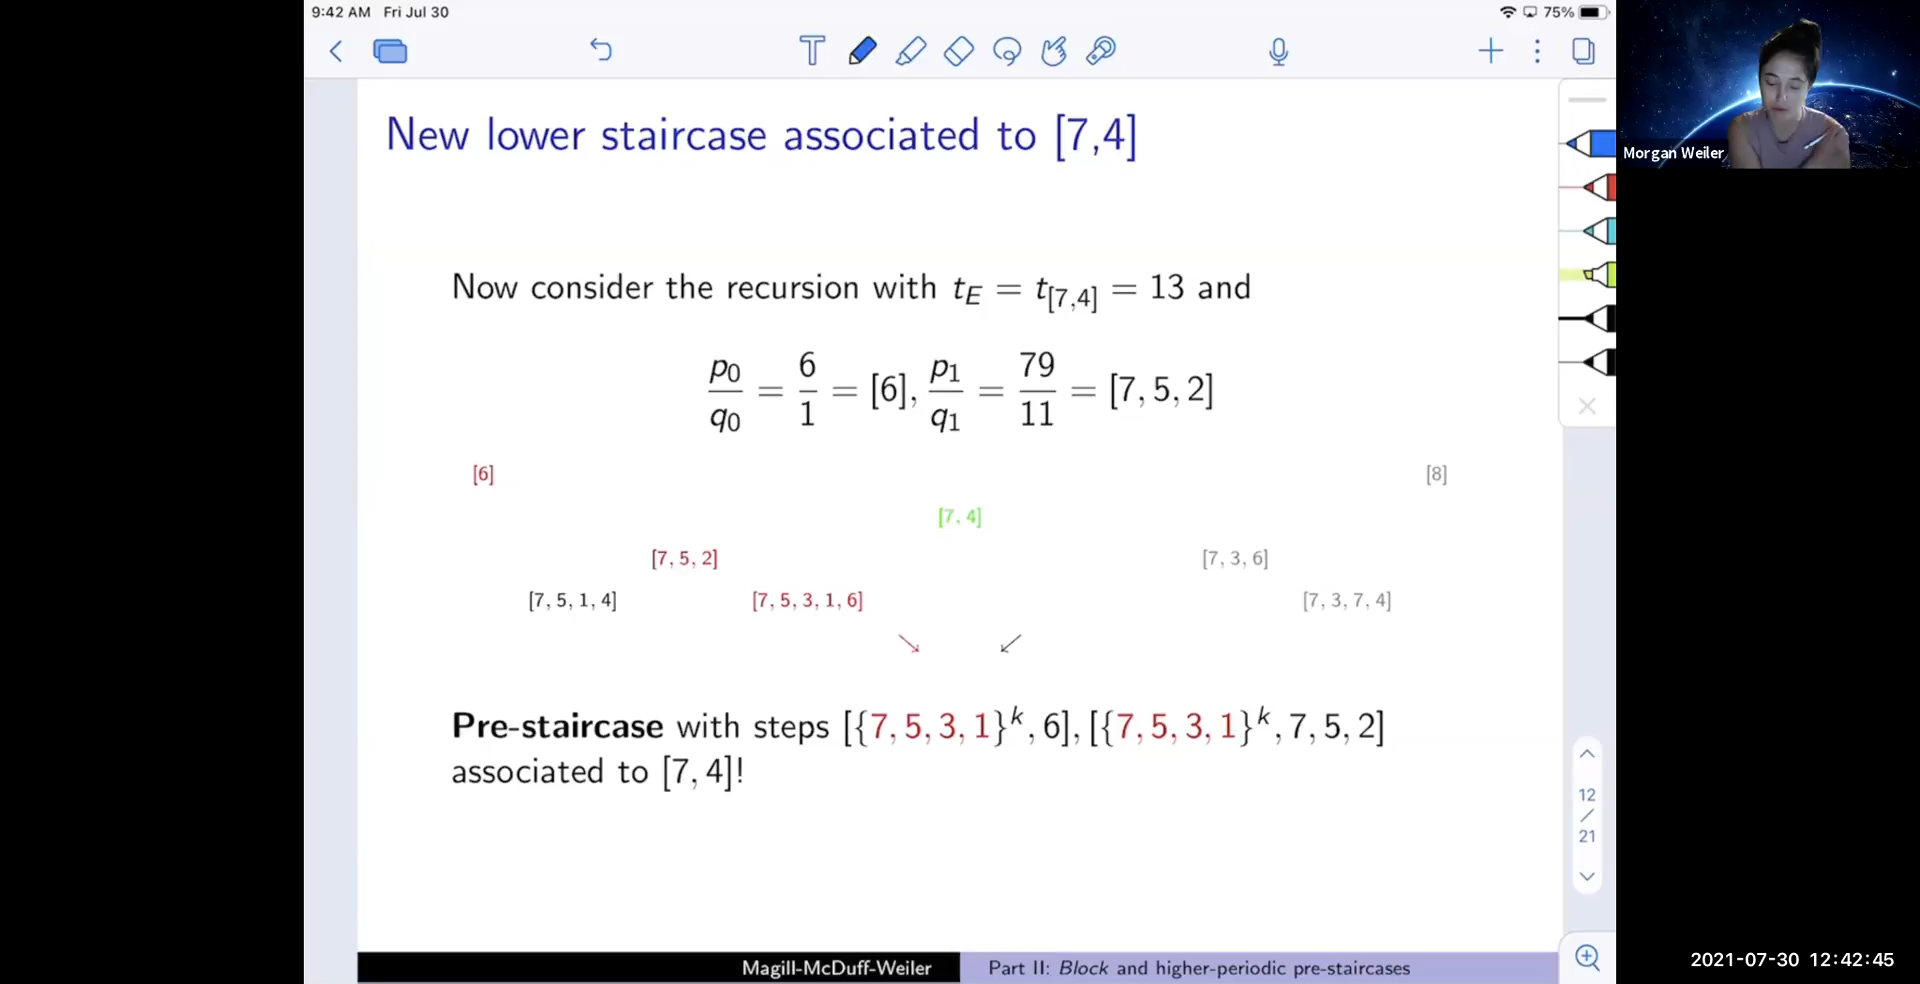 9:42 AM Fri Jul 30
75%
New lower staircase associated to [7,4]
Morgan Weiler
Now consider the recursion with t_E = t_{[7,4]} = 13 and
p_0/q_0 = 6/1 = [6], p_1/q_1 = 79/11 = [7, 5, 2]
[6] [8]
[7, 4]
[7, 5, 2] [7, 3, 6]
[7, 5, 1, 4] [7, 5, 3, 1, 6] [7, 3, 7, 4]
↘ ↙
Pre-staircase with steps [{7, 5, 3, 1}^k, 6], [{7, 5, 3, 1}^k, 7, 5, 2]
associated to [7, 4]!
12
/
21
Magill-McDuff-Weiler Part II: Block and higher-periodic pre-staircases
2021-07-30 12:42:45